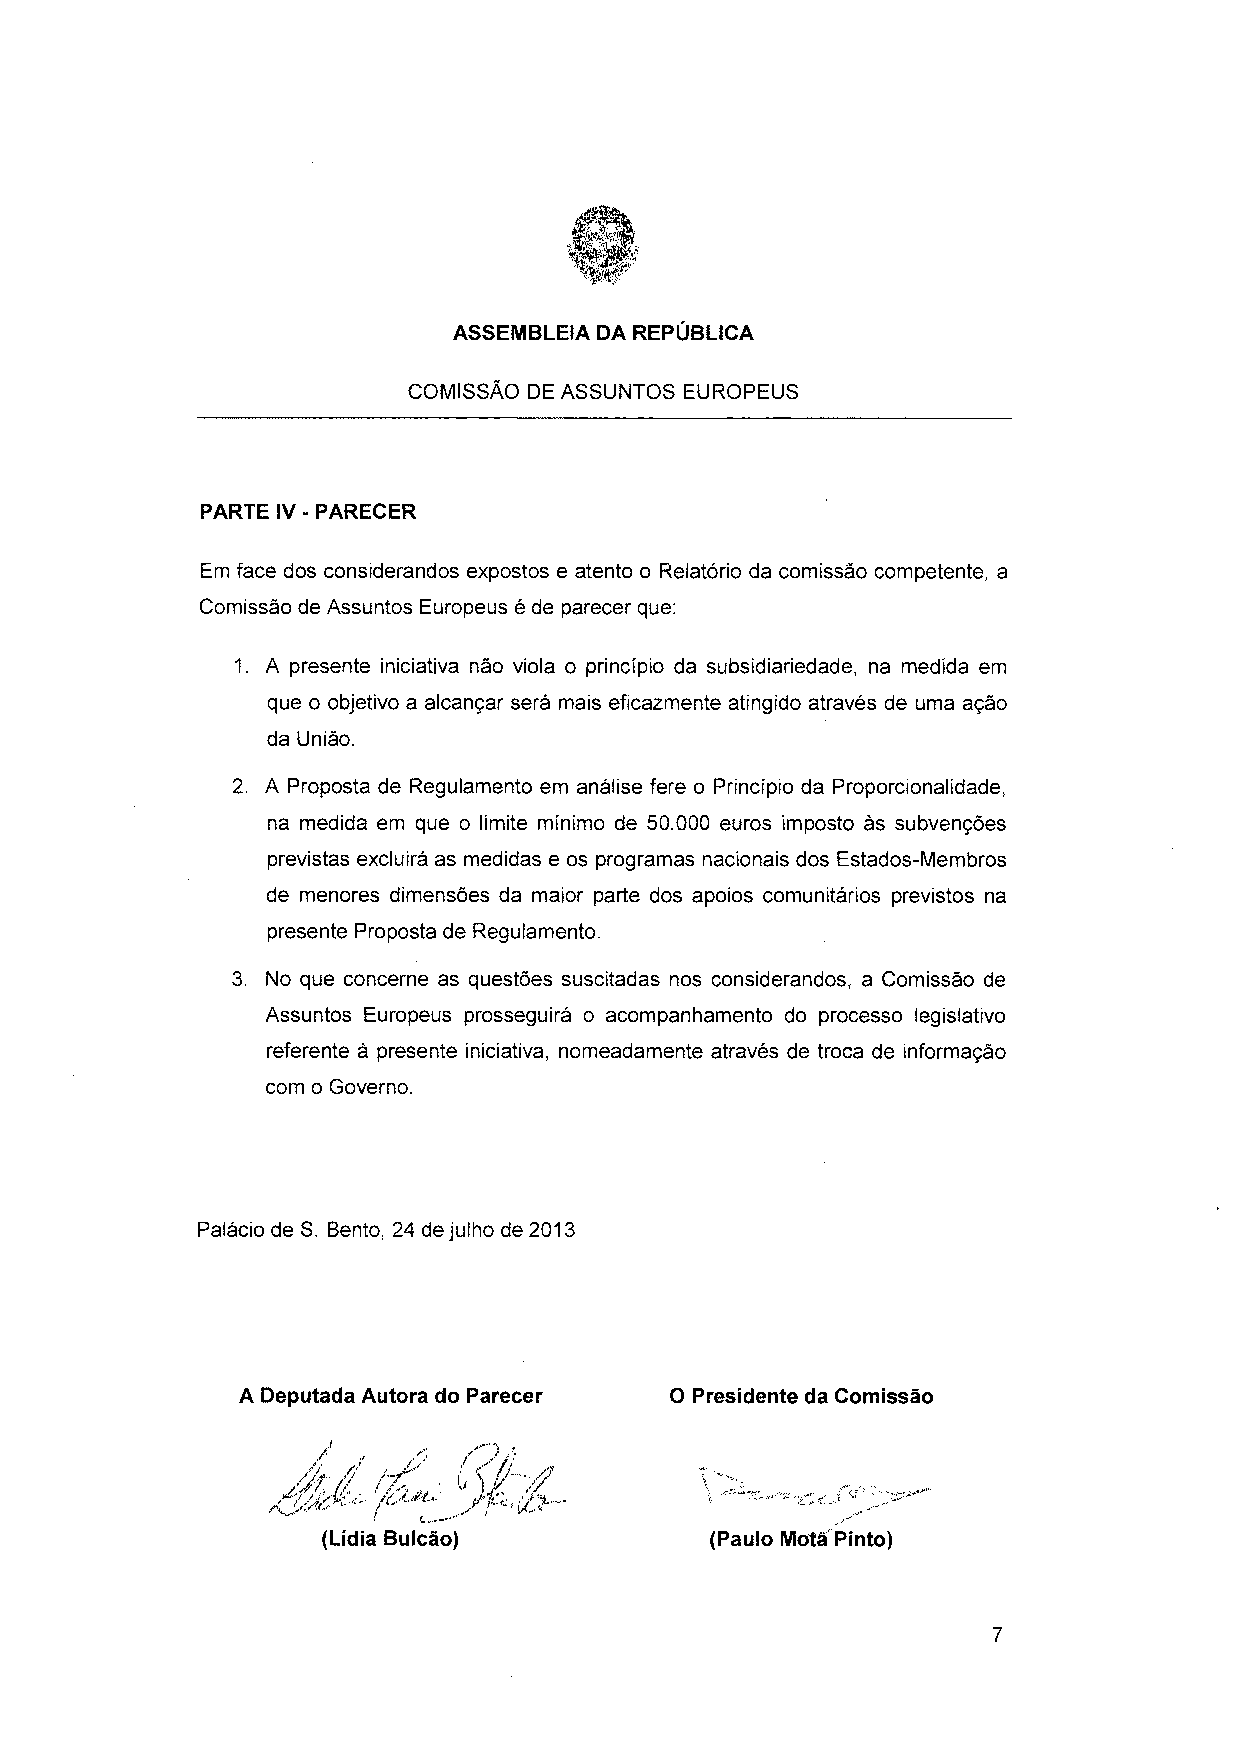 ASSEMBLEIA DA REPÚBLICA
COMISSÃO DE ASSUNTOS EUROPEUS
PARTE IV - PARECER
Em face dos considerandos expostos e atento o Relatório da comissão competente, a
Comissão de Assuntos Europeus é de parecer que:
1. A presente iniciativa não viola o princípio da subsidiariedade, na medida em
que o objetivo a alcançar será mais eficazmente atingido através de uma ação
da União.
2. A Proposta de Regulamento em análise fere o Princípio da Proporcionalidade,
na medida em que o limite mínimo de 50.000 euros imposto às subvenções
previstas excluirá as medidas e os programas nacionais dos Estados-Membros
de menores dimensões da maior parte dos apoios comunitários previstos na
presente Proposta de Regulamento.
3. No que concerne as questões suscitadas nos considerandos, a Comissão de
Assuntos Europeus prosseguirá o acompanhamento do processo legislativo
referente à presente iniciativa, nomeadamente através de troca de informação
com o Governo.
Palácio de S. Bento, 24 de julho de 2013
A Deputada Autora do Parecer O Presidente da Comissão
(Lídia Bulcão) (Paulo Mota Pinto)
7